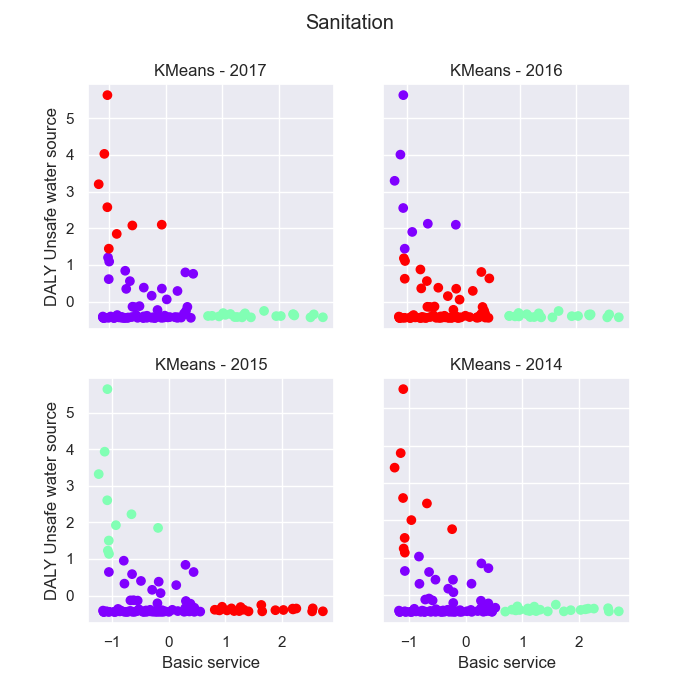 Sanitation
KMeans - 2017
KMeans - 2016
5
4
3
2
1
0
DALY Unsafe water source
KMeans - 2015
KMeans - 2014
5
4
3
2
1
0
DALY Unsafe water source
−1 0 1 2
−1 0 1 2
Basic service
Basic service